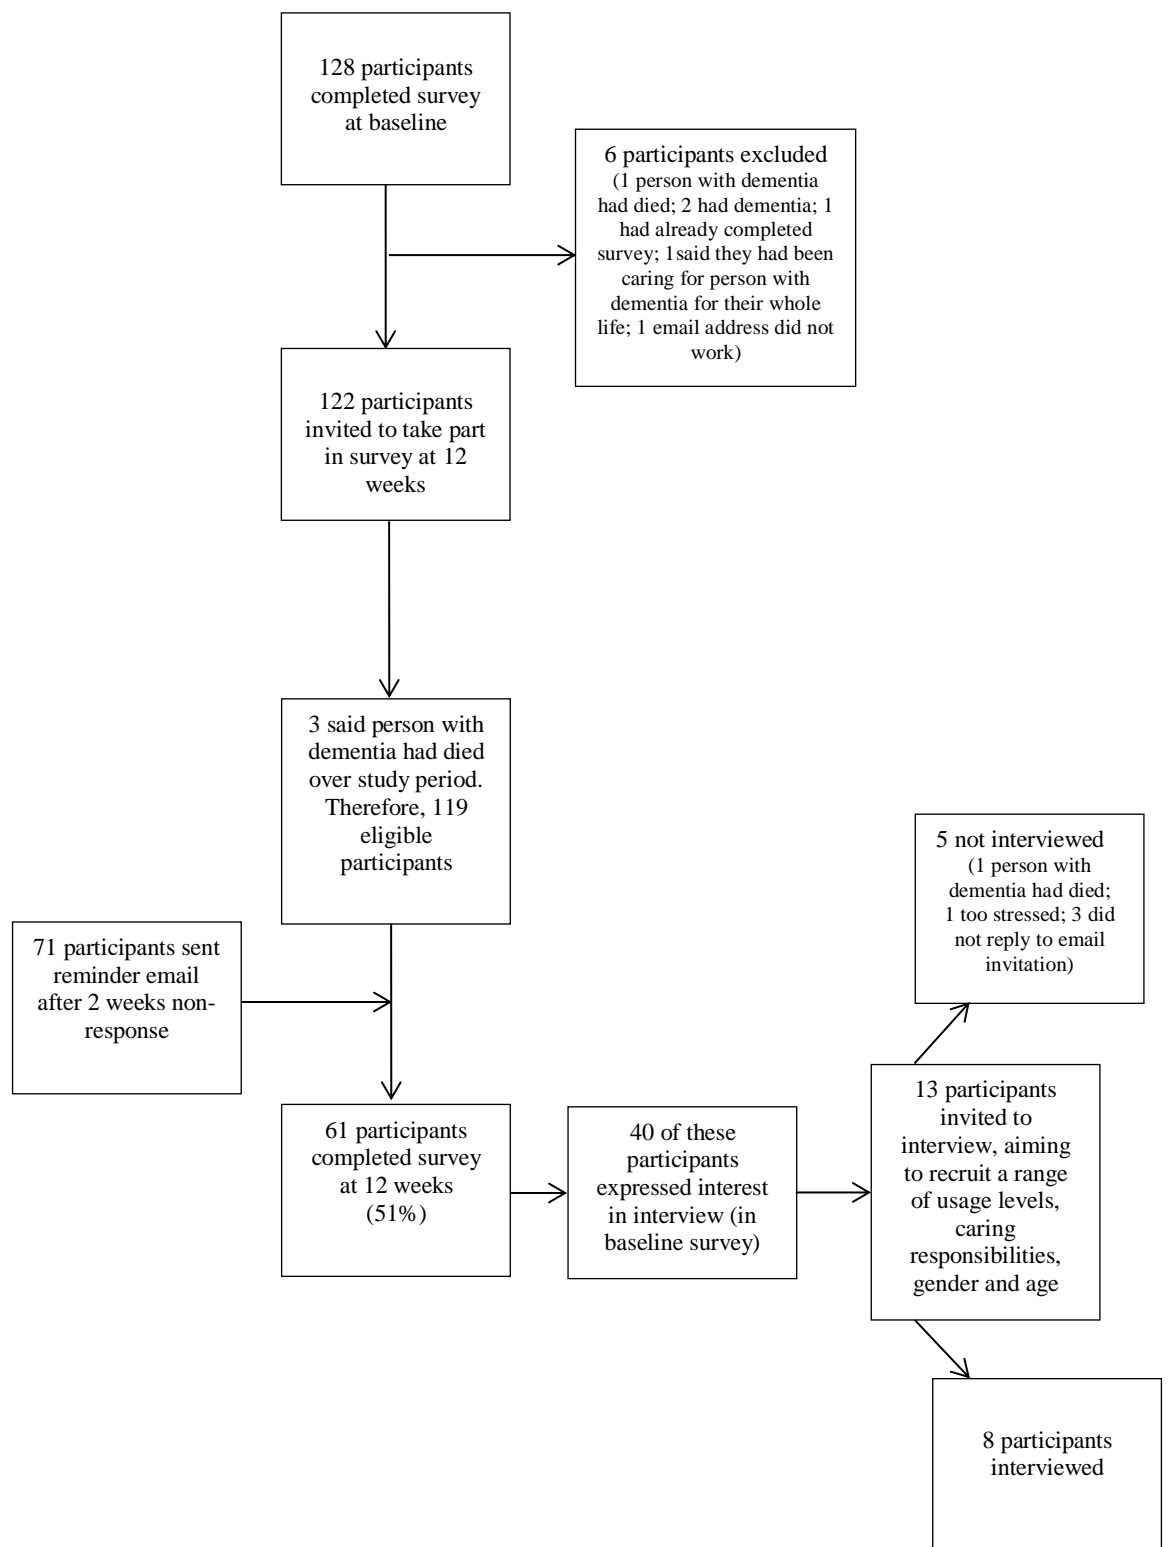 128 participants
completed survey
at baseline
6 participants excluded
(1 person with dementia
had died; 2 had dementia; 1
had already completed
survey; 1said they had been
caring for person with
dementia for their whole
life; 1 email address did not
work)
122 participants
invited to take part
in survey at 12
weeks
3 said person with
dementia had died
over study period.
Therefore, 119
eligible
participants
71 participants sent
reminder email
after 2 weeks non-
response
61 participants
completed survey
at 12 weeks
(51%)
40 of these
participants
expressed interest
in interview (in
baseline survey)
13 participants
invited to
interview, aiming
to recruit a range
of usage levels,
caring
responsibilities,
gender and age
5 not interviewed
(1 person with
dementia had died;
1 too stressed; 3 did
not reply to email
invitation)
8 participants
interviewed